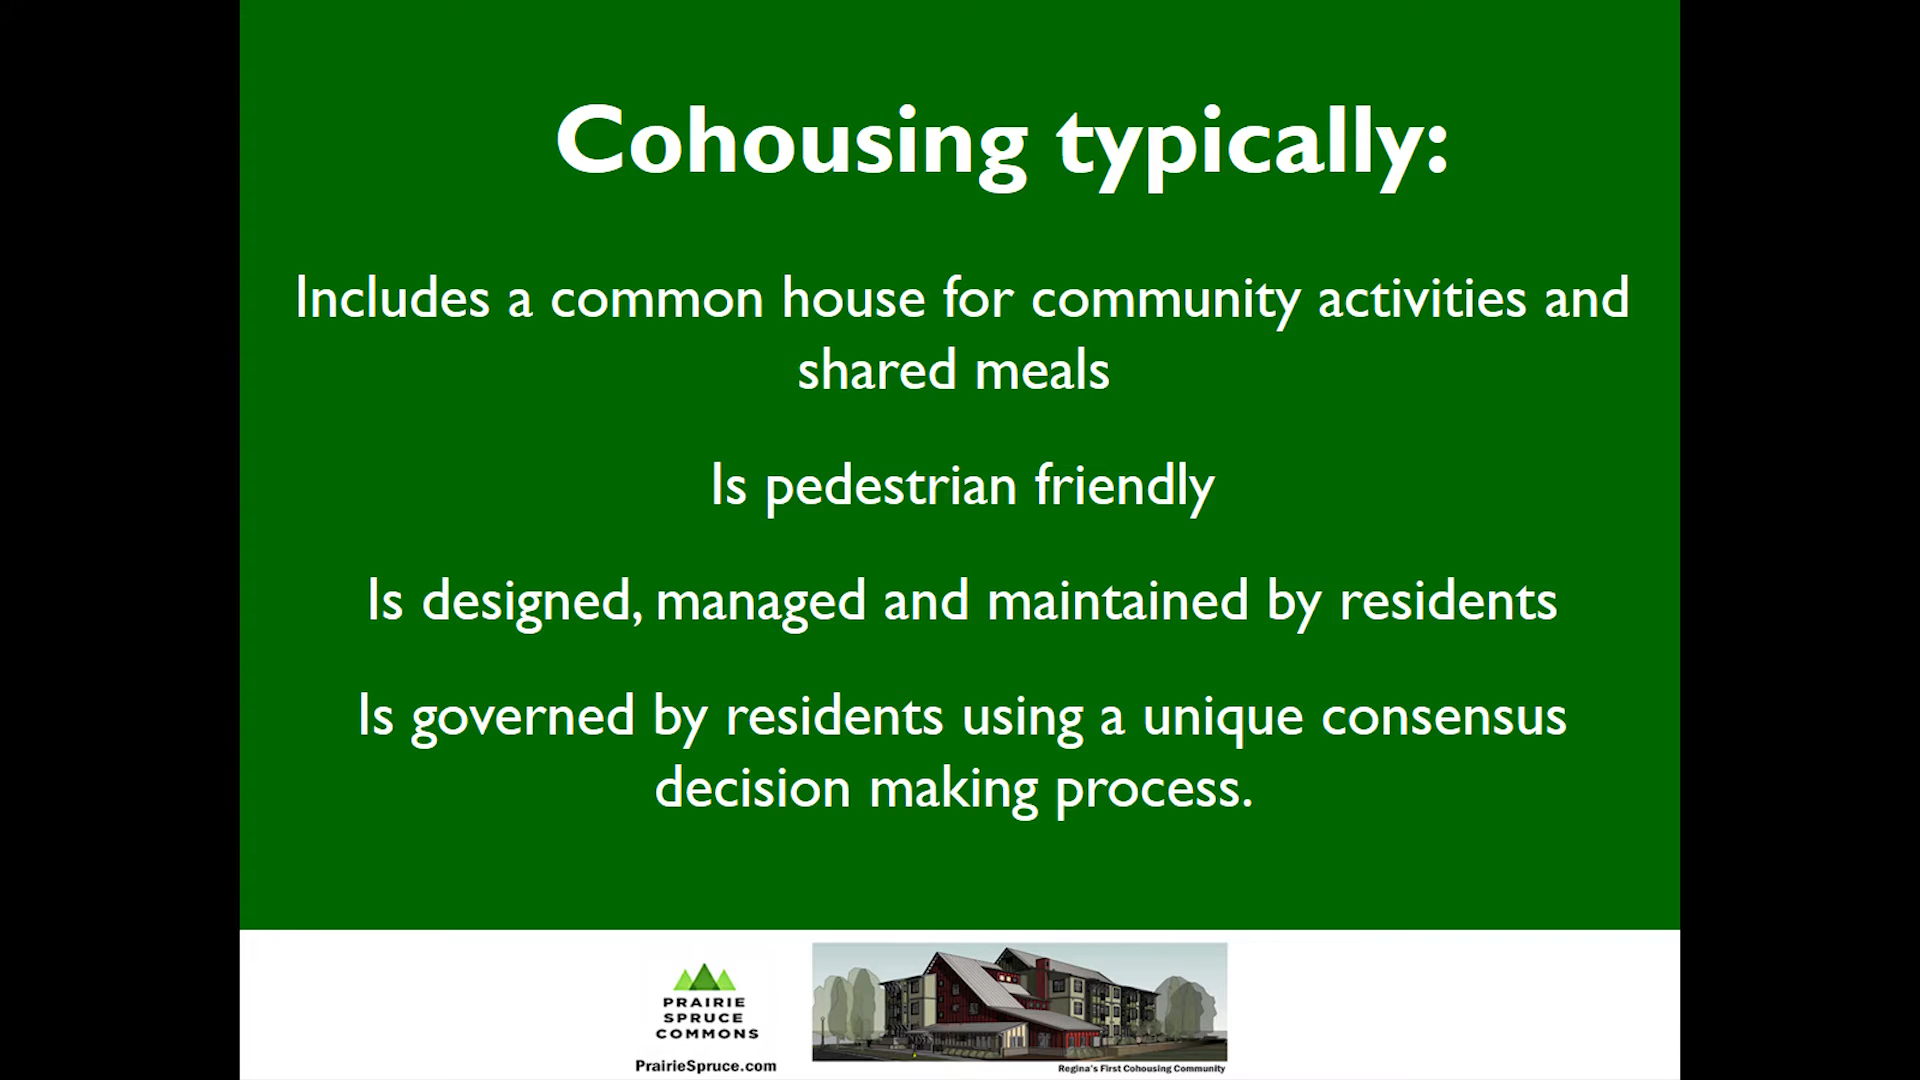 Cohousing typically:
Includes a common house for community activities and
shared meals
Is pedestrian friendly
Is designed, managed and maintained by residents
Is governed by residents using a unique consensus
decision making process.
PRAIRIE
SPRUCE
COMMONS
PrairieSpruce.com
Regina's First Cohousing Community